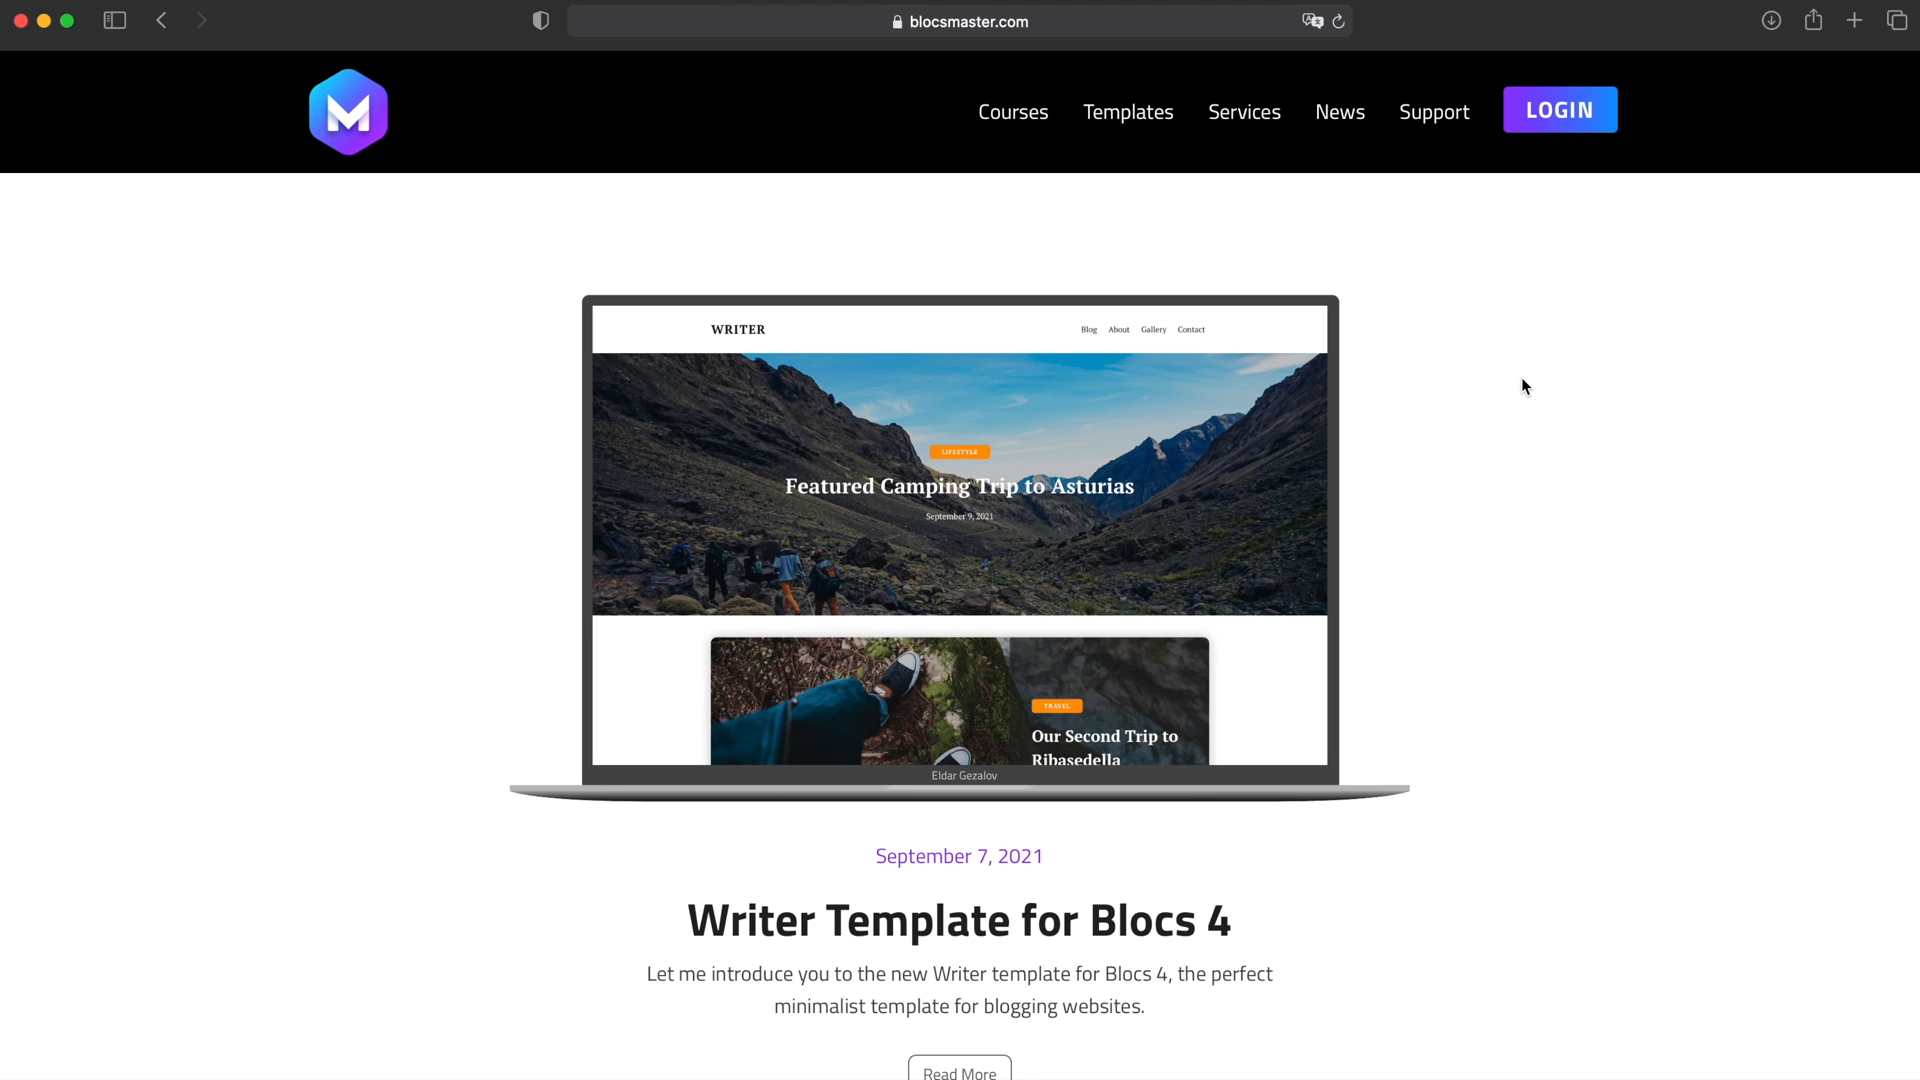 blocsmaster.com
Courses Templates Services News Support LOGIN
WRITER
Blog About Gallery Contact
LIFESTYLE
Featured Camping Trip to Asturias
September 9, 2021
TRAVEL
Our Second Trip to
Ribasedella
Eldar Gezalov
September 7, 2021
Writer Template for Blocs 4
Let me introduce you to the new Writer template for Blocs 4, the perfect
minimalist template for blogging websites.
Read More